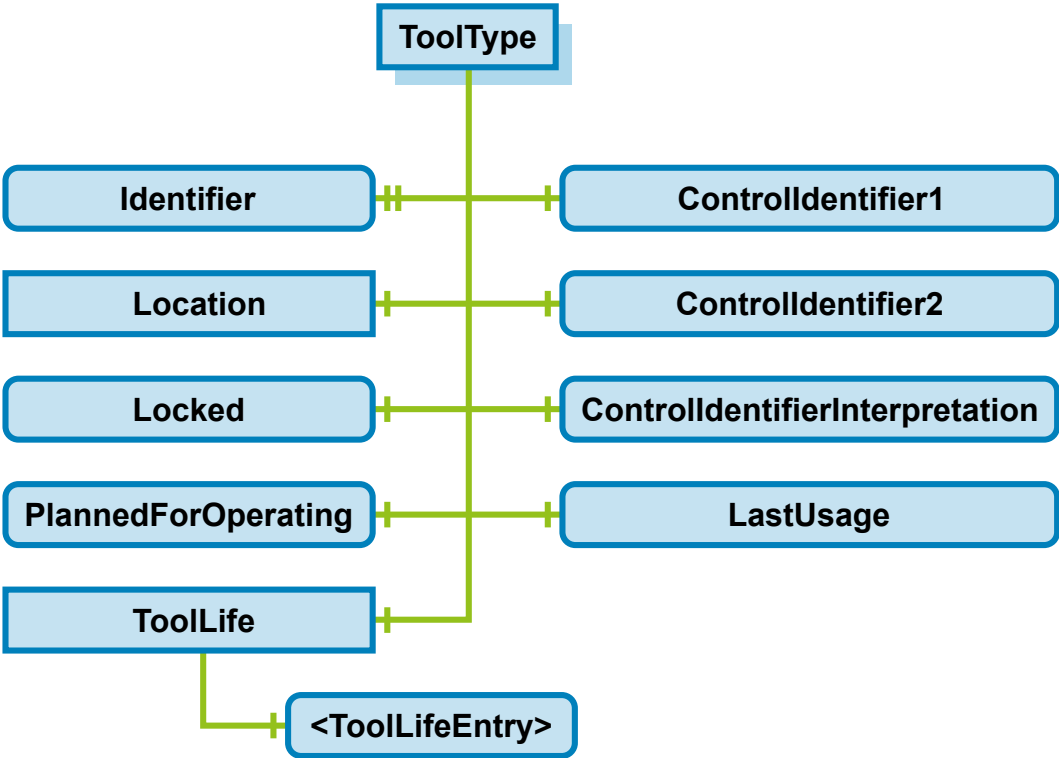 ToolType
Identifier
ControlIdentifier1
Location
ControlIdentifier2
Locked
ControlIdentifierInterpretation
PlannedForOperating
LastUsage
ToolLife
<ToolLifeEntry>